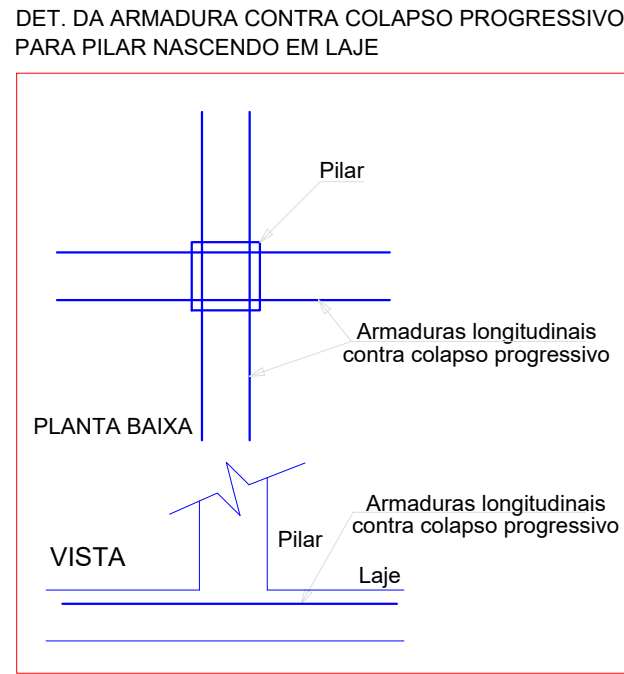 DET. DA ARMADURA CONTRA COLAPSO PROGRESSIVO
PARA PILAR NASCENDO EM LAJE
Pilar
Armaduras longitudinais
contra colapso progressivo
PLANTA BAIXA
Armaduras longitudinais
contra colapso progressivo
Pilar
VISTA
Laje